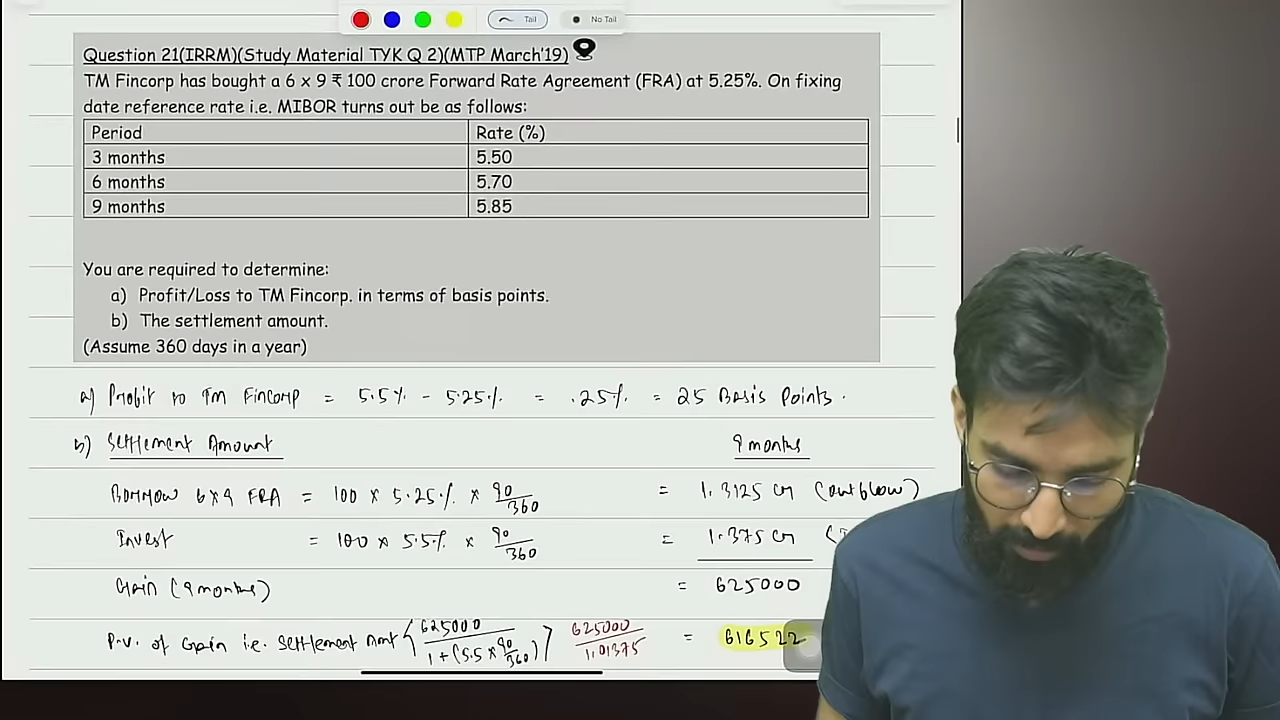 Tail
No Tail
Question 21(IRRM)(Study Material TYK Q 2)(MTP March'19)
TM Fincorp has bought a 6 x 9 ₹ 100 crore Forward Rate Agreement (FRA) at 5.25%. On fixing
date reference rate i.e. MIBOR turns out be as follows:
Period Rate (%)
3 months 5.50
6 months 5.70
9 months 5.85
You are required to determine:
a) Profit/Loss to TM Fincorp. in terms of basis points.
b) The settlement amount.
(Assume 360 days in a year)
a) Profit to TM Fincorp = 5.5% - 5.25% = .25% = 25 Basis Points.
b) Settlement Amount 9 months
Borrow 6x9 FRA = 100 x 5.25% x 90/360 = 1.3125 cr (outflow)
Invest = 100 x 5.5% x 90/360 = 1.375 cr
Gain (9 months) = 625000
P.V. of Gain i.e. Settlement Amt { 625000/1+(5.5 x 90/360) } 625000/1.01375 = 616522